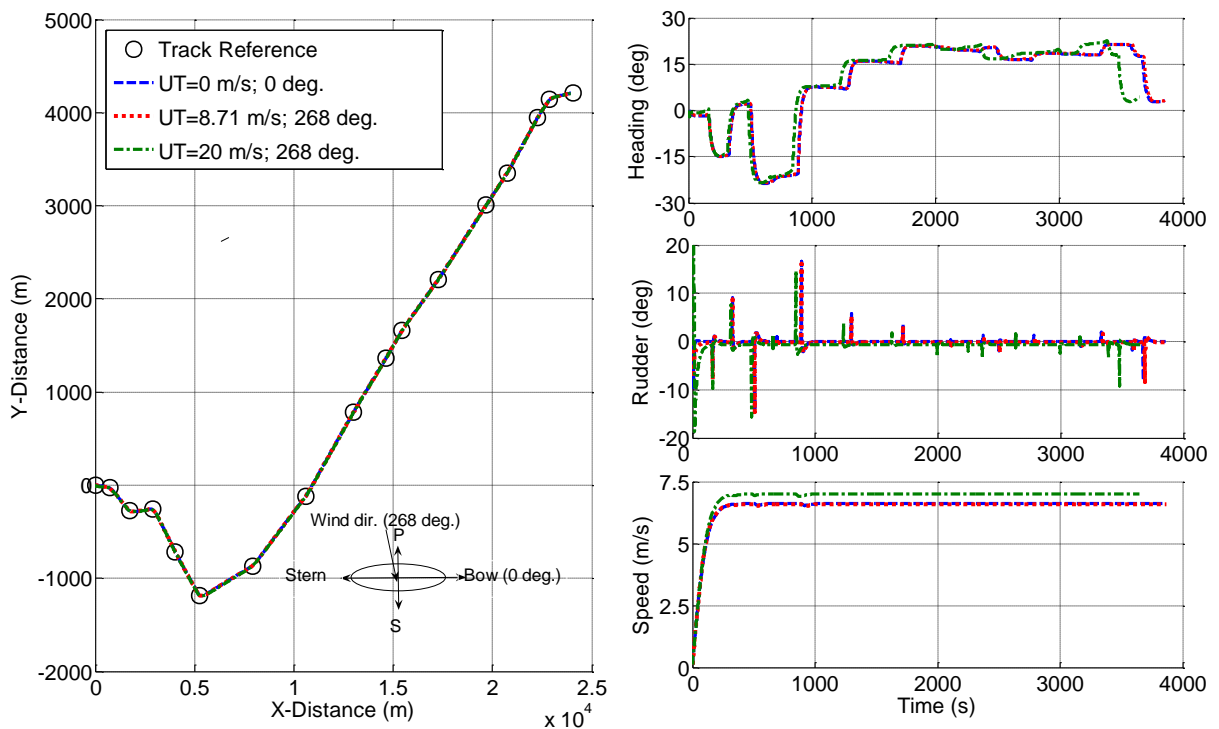 5000
4000
3000
2000
1000
0
-1000
-2000
Y-Distance (m)
Track Reference
UT=0 m/s; 0 deg.
UT=8.71 m/s; 268 deg.
UT=20 m/s; 268 deg.
Wind dir. (268 deg.)
P
Stern
Bow (0 deg.)
S
0
0.5
1
1.5
2
2.5
X-Distance (m)
x 10^4
30
15
0
-15
-30
Heading (deg)
0
1000
2000
3000
4000
20
10
0
-10
-20
Rudder (deg)
0
1000
2000
3000
4000
7.5
5
2.5
0
Speed (m/s)
0
1000
2000
3000
4000
Time (s)